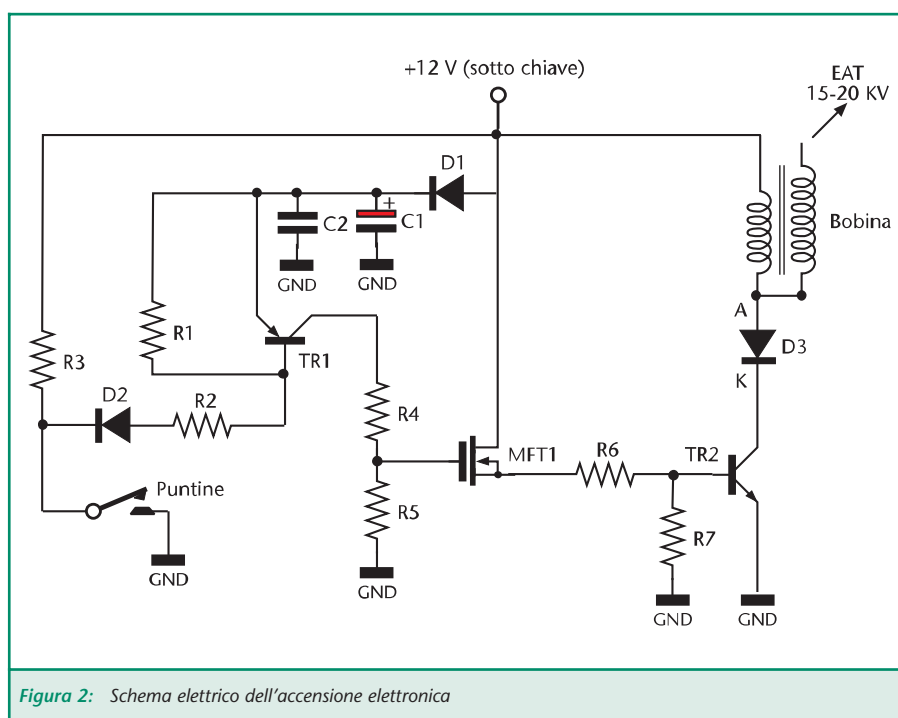 +12 V (sotto chiave)
EAT
15-20 KV
D1
+
C2
C1
Bobina
GND
GND
A
R1
R3
TR1
D3
D2
R2
K
R4
MFT1
R6
TR2
Puntine
R5
R7
GND
GND
GND
GND
Figura 2: Schema elettrico dell'accensione elettronica